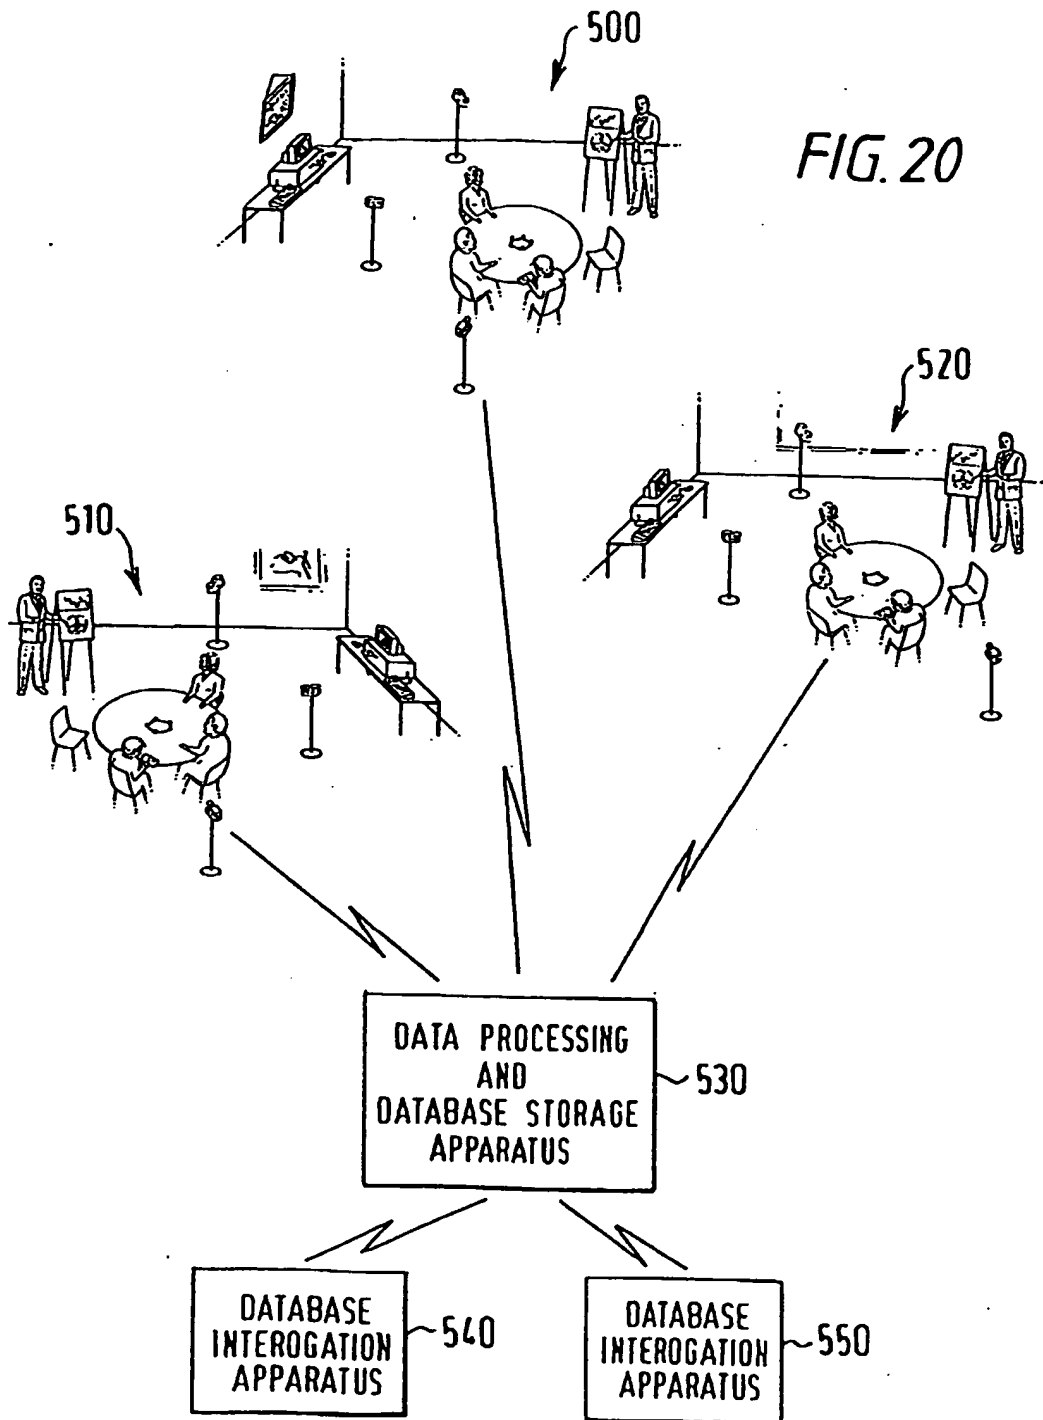 500
FIG. 20
520
510
DATA PROCESSING
AND
DATABASE STORAGE
APPARATUS
530
DATABASE
INTEROGATION
APPARATUS
540
DATABASE
INTEROGATION
APPARATUS
550